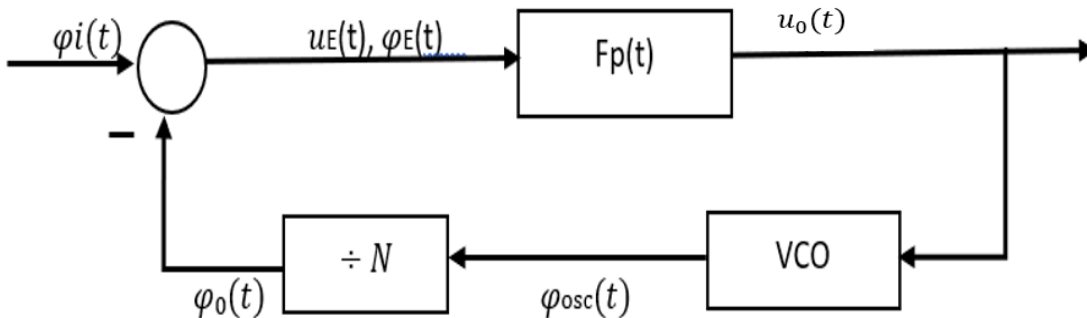 φi(t)
uE(t), φE(t)
Fp(t)
u₀(t)
−
÷ N
VCO
φ₀(t)
φosc(t)